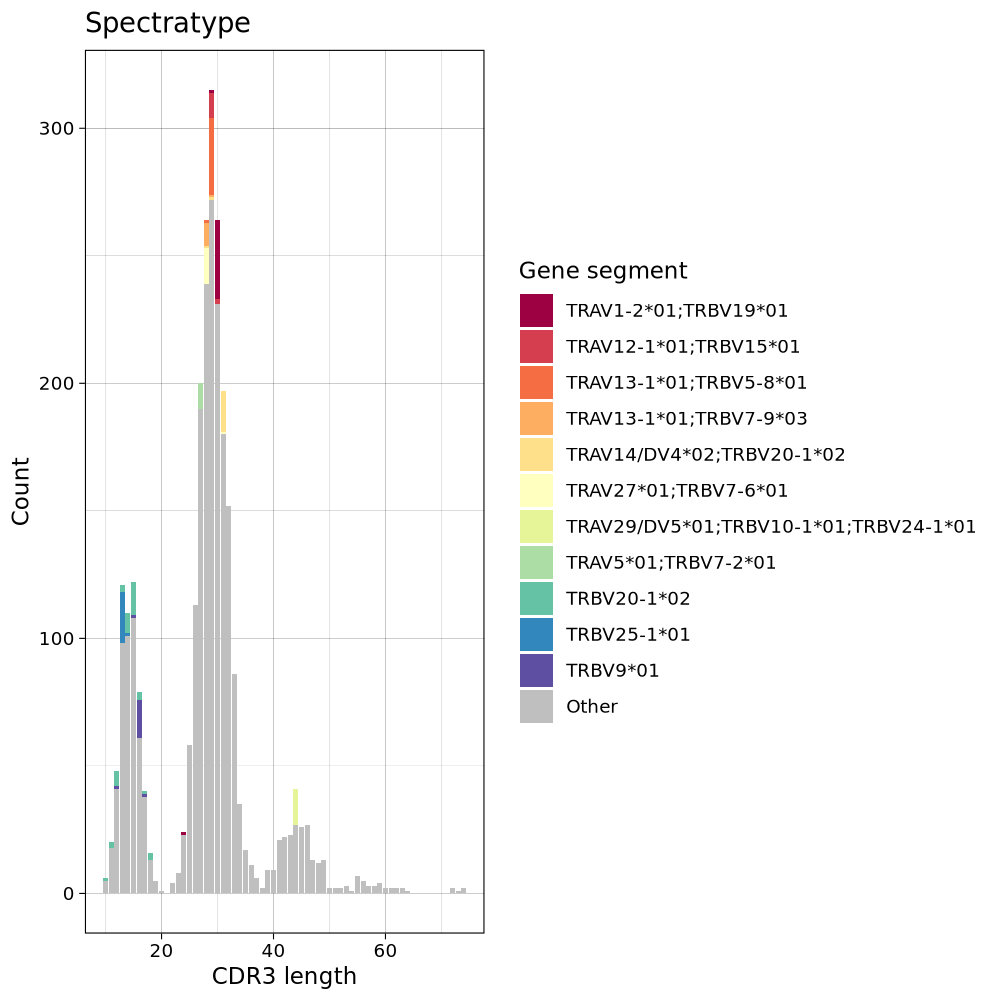 Spectratype
300
200
100
0
Count
20 40 60
CDR3 length
Gene segment
TRAV1-2*01;TRBV19*01
TRAV12-1*01;TRBV15*01
TRAV13-1*01;TRBV5-8*01
TRAV13-1*01;TRBV7-9*03
TRAV14/DV4*02;TRBV20-1*02
TRAV27*01;TRBV7-6*01
TRAV29/DV5*01;TRBV10-1*01;TRBV24-1*01
TRAV5*01;TRBV7-2*01
TRBV20-1*02
TRBV25-1*01
TRBV9*01
Other